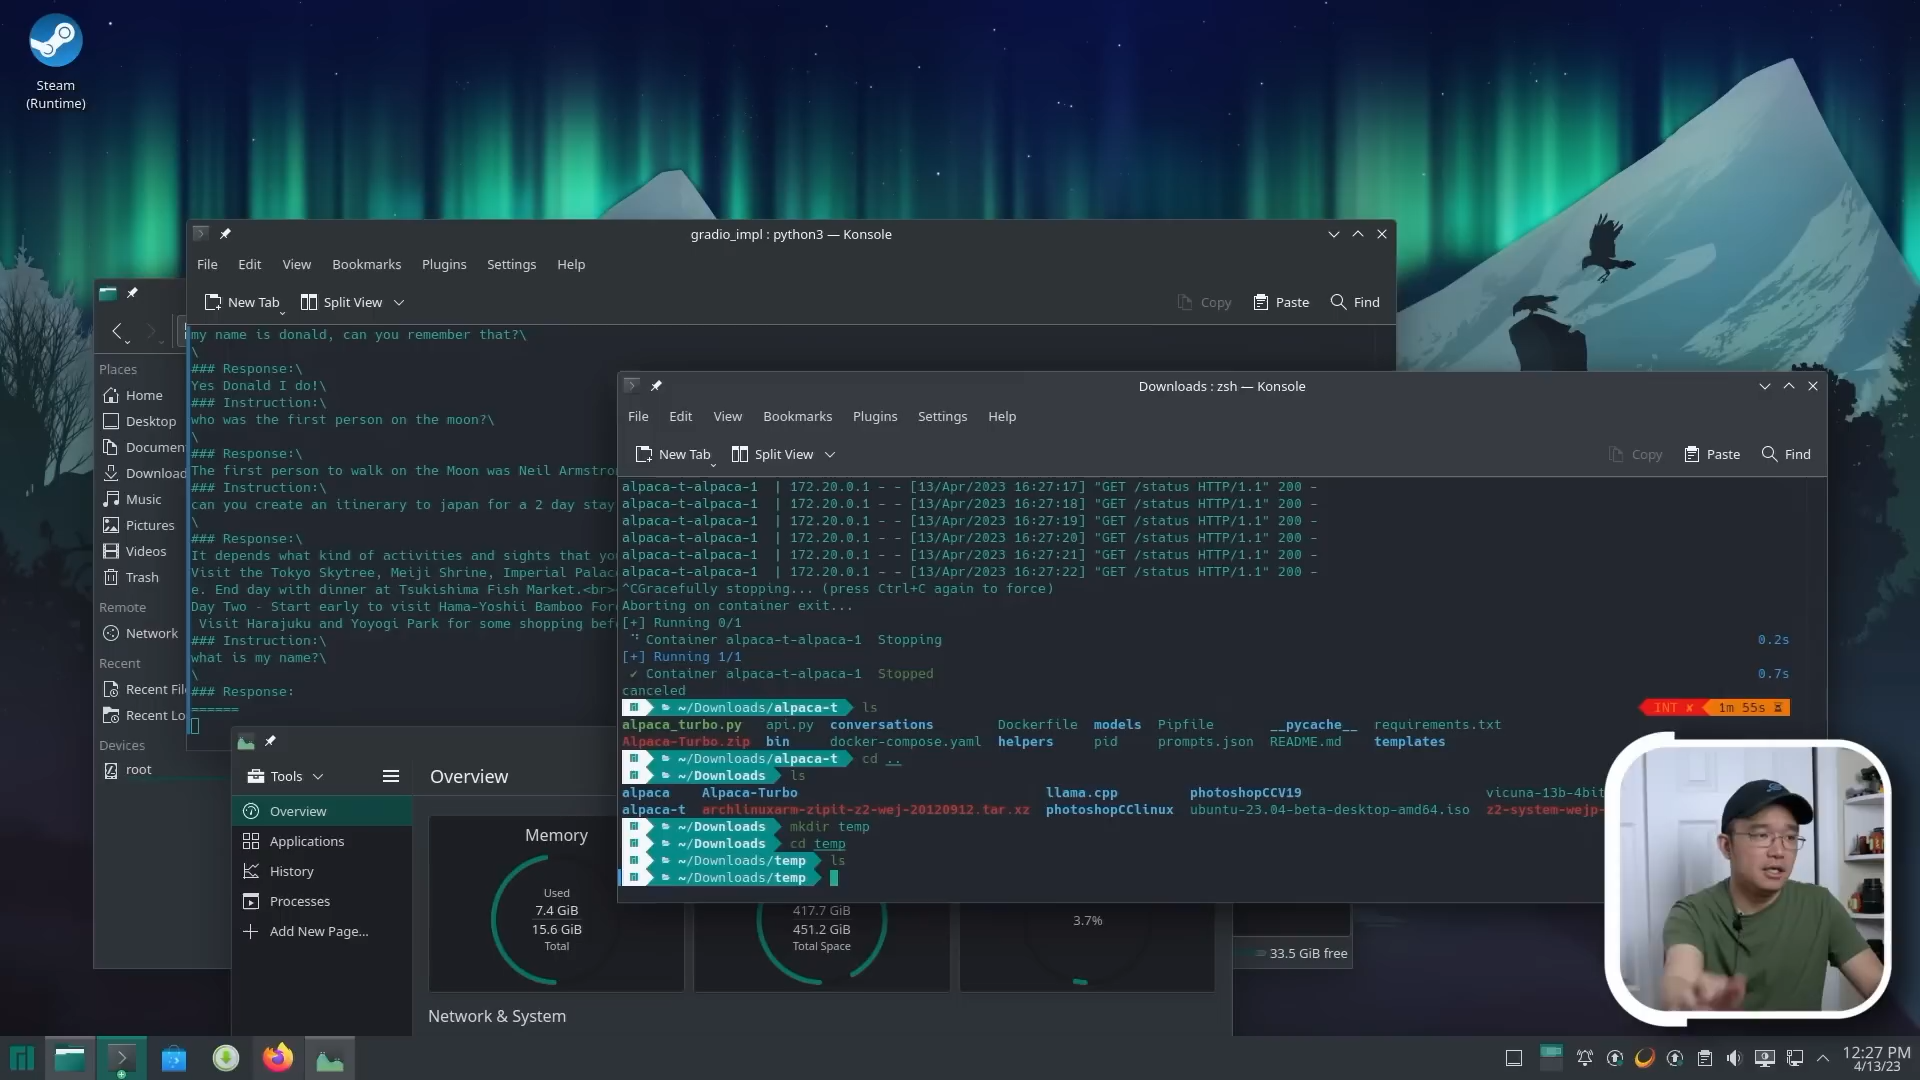 Steam
(Runtime)
gradio_impl : python3 — Konsole
File Edit View Bookmarks Plugins Settings Help
New Tab Split View Copy Paste Find
my name is donald, can you remember that?\
\
### Response:\
Yes Donald I do!\
### Instruction:\
who was the first person on the moon?\
\
### Response:\
The first person to walk on the Moon was Neil
### Instruction:\
can you create an itinerary to japan for a 2 day stay
\
### Response:\
It depends what kind of activities and sights that
Visit the Tokyo Skytree, Meiji Shrine, Imperial
e. End day with dinner at Tsukishima Fish Market.<br>
Day Two - Start early to visit Hama-Yoshii Bamboo
Visit Harajuku and Yoyogi Park for some shopping
### Instruction:\
what is my name?\
\
### Response:
======
Places
Home
Desktop
Documen
Download
Music
Pictures
Videos
Trash
Remote
Network
Recent
Recent Fil
Recent Lo
Devices
root
Downloads : zsh — Konsole
File Edit View Bookmarks Plugins Settings Help
New Tab Split View Copy Paste Find
alpaca-t-alpaca-1 | 172.20.0.1 - - [13/Apr/2023 16:27:17] "GET /status HTTP/1.1" 200 -
alpaca-t-alpaca-1 | 172.20.0.1 - - [13/Apr/2023 16:27:18] "GET /status HTTP/1.1" 200 -
alpaca-t-alpaca-1 | 172.20.0.1 - - [13/Apr/2023 16:27:19] "GET /status HTTP/1.1" 200 -
alpaca-t-alpaca-1 | 172.20.0.1 - - [13/Apr/2023 16:27:20] "GET /status HTTP/1.1" 200 -
alpaca-t-alpaca-1 | 172.20.0.1 - - [13/Apr/2023 16:27:21] "GET /status HTTP/1.1" 200 -
alpaca-t-alpaca-1 | 172.20.0.1 - - [13/Apr/2023 16:27:22] "GET /status HTTP/1.1" 200 -
^CGracefully stopping... (press Ctrl+C again to force)
Aborting on container exit...
[+] Running 0/1
Container alpaca-t-alpaca-1 Stopping 0.2s
[+] Running 1/1
✓ Container alpaca-t-alpaca-1 Stopped 0.7s
canceled
~/Downloads/alpaca-t ls INT ✘ 1m 55s
alpaca_turbo.py api.py conversations Dockerfile models Pipfile __pycache__ requirements.txt
Alpaca-Turbo.zip bin docker-compose.yaml helpers pid prompts.json README.md templates
~/Downloads/alpaca-t cd ..
~/Downloads ls
alpaca Alpaca-Turbo llama.cpp photoshopCCV19 vicuna-13b-4bit
alpaca-t archlinuxarm-zipit-z2-wej-20120912.tar.xz photoshopCClinux ubuntu-23.04-beta-desktop-amd64.iso z2-system-wejp-
~/Downloads mkdir temp
~/Downloads cd temp
~/Downloads/temp ls
~/Downloads/temp
Tools
Overview
Overview
Applications
History
Processes
Add New Page...
Memory
Used
7.4 GiB
15.6 GiB
Total
417.7 GiB
451.2 GiB
Total Space
3.7%
33.5 GiB free
Network & System
12:27 PM
4/13/23